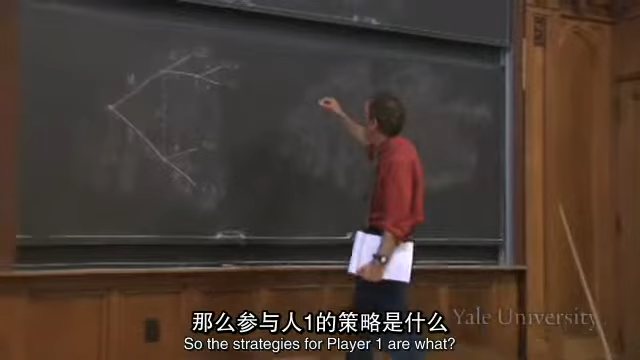 那么参与人1的策略是什么
So the strategies for Player 1 are what?
Yale University